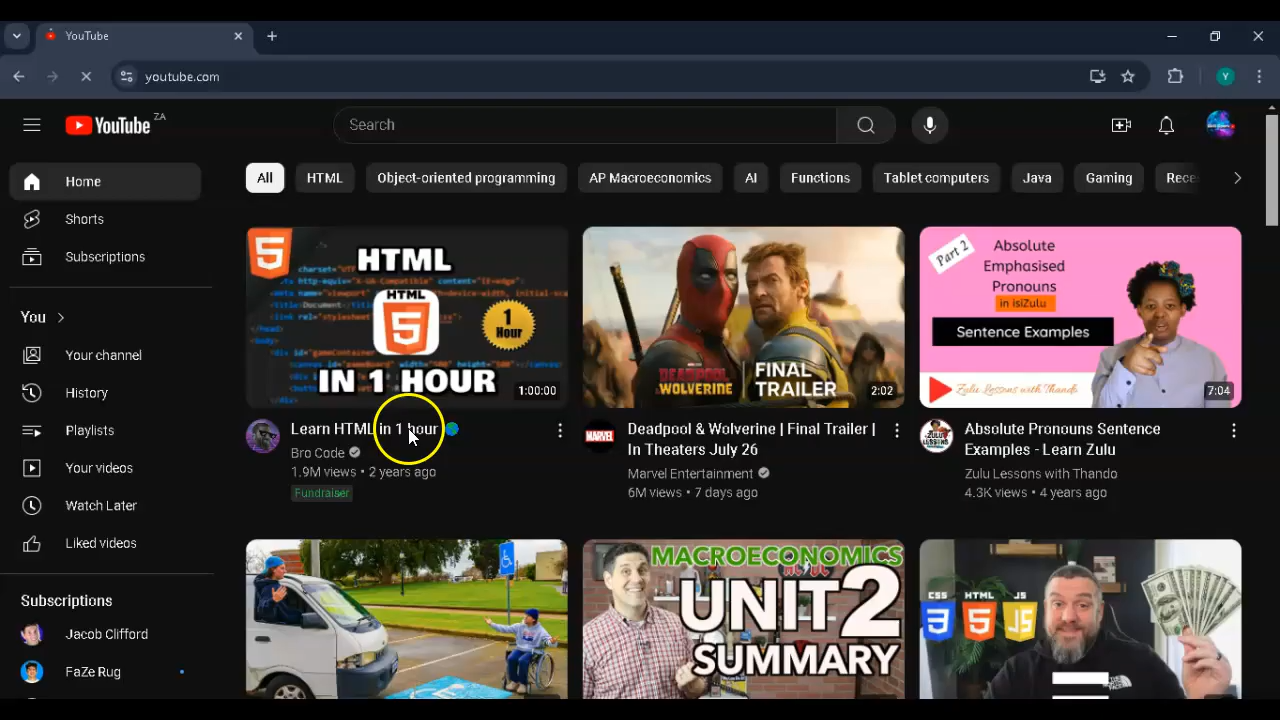 YouTube
youtube.com
Y
YouTube ZA
Search
Home
Shorts
Subscriptions
You
Your channel
History
Playlists
Your videos
Watch Later
Liked videos
Subscriptions
Jacob Clifford
FaZe Rug
All
HTML
Object-oriented programming
AP Macroeconomics
AI
Functions
Tablet computers
Java
Gaming
Rece
HTML
HTML
5
1
Hour
IN 1 HOUR
1:00:00
Learn HTML in 1 hour
Bro Code
1.9M views • 2 years ago
Fundraiser
DEADPOOL &
WOLVERINE
FINAL
TRAILER
2:02
MARVEL
Deadpool & Wolverine | Final Trailer |
In Theaters July 26
Marvel Entertainment
6M views • 7 days ago
Part 2
Absolute
Emphasised
Pronouns
in isiZulu
Sentence Examples
Zulu Lessons with Thando
7:04
Absolute Pronouns Sentence
Examples - Learn Zulu
Zulu Lessons with Thando
4.3K views • 4 years ago
MACROECONOMICS
UNIT 2
SUMMARY
CSS
HTML
JS
3
5